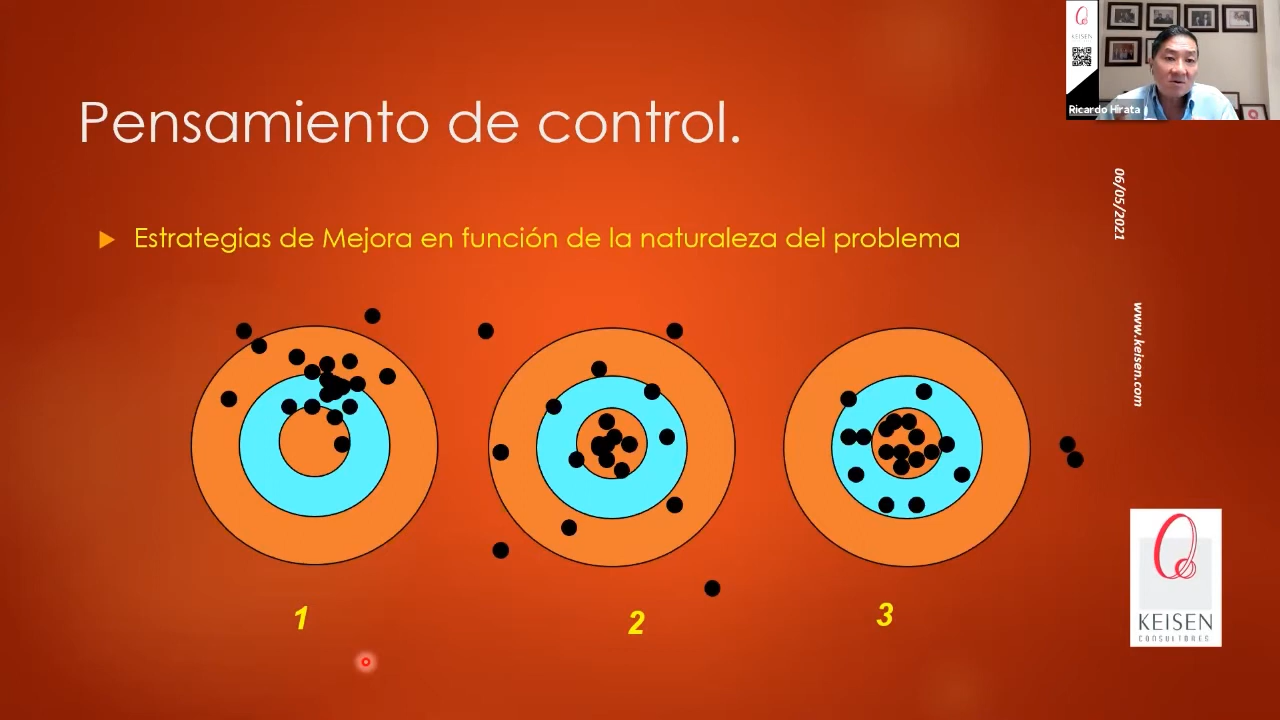 Pensamiento de control.
Estrategias de Mejora en función de la naturaleza del problema
1
2
3
KEISEN
Ricardo Hirata
06/05/2021
www.keisen.com
KEISEN
CONSULTORES